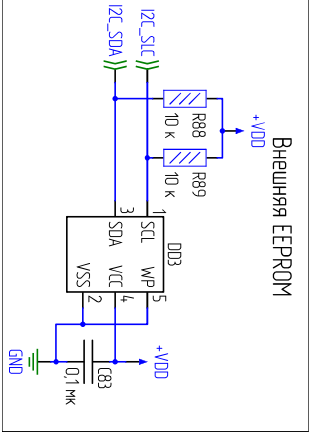 Внешняя EEPROM
+VDD
I2C_SLC
I2C_SDA
R88
10 к
R89
10 к
DD3
1
SCL
WP
5
VCC
4
3
SDA
VSS
2
+VDD
C83
0,1 мк
GND